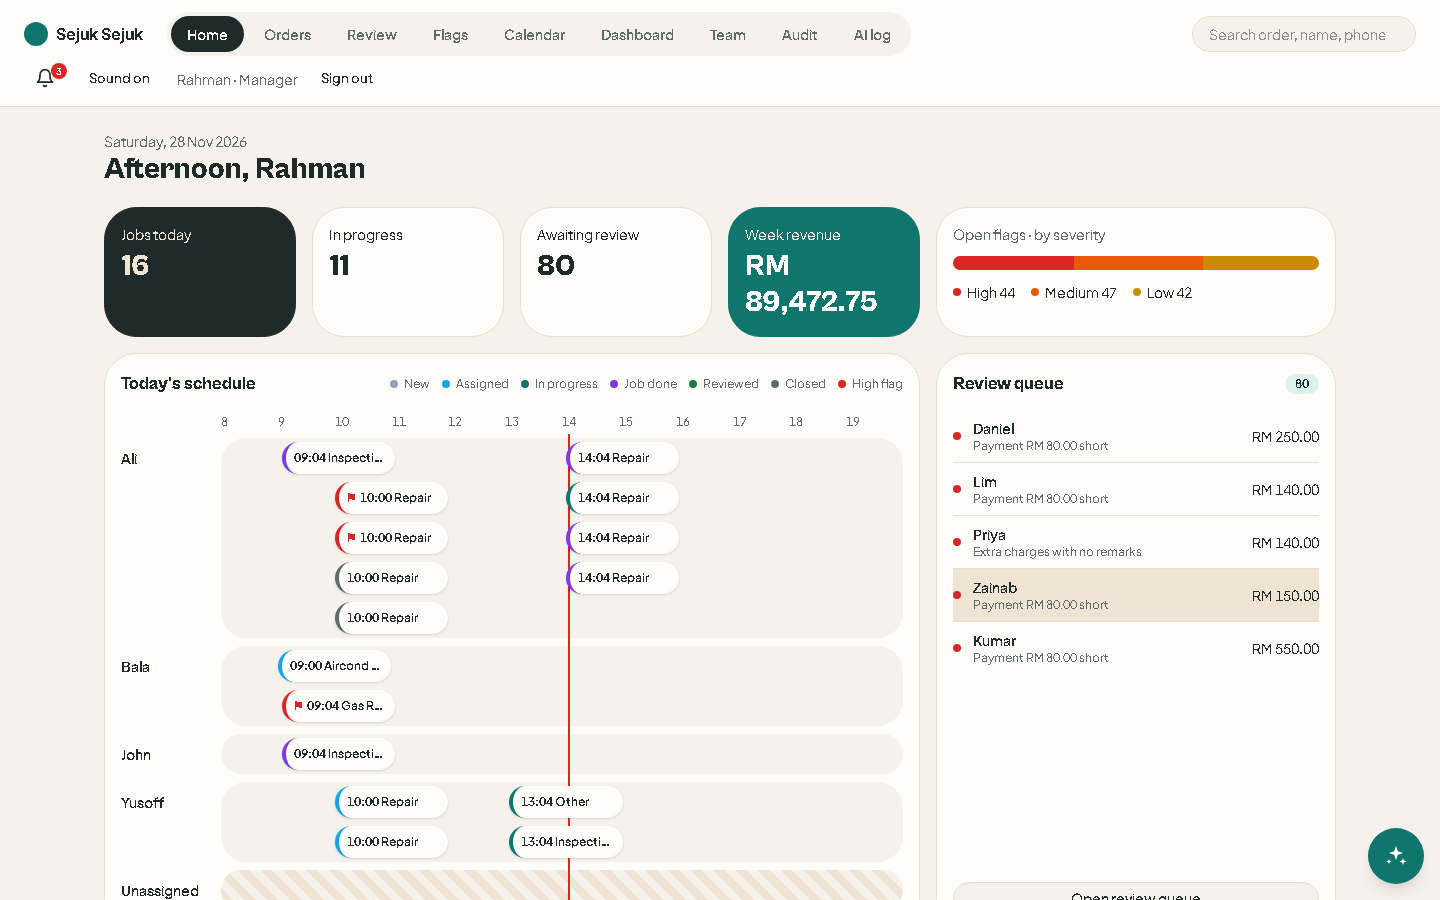 Sejuk Sejuk
Home
Orders
Review
Flags
Calendar
Dashboard
Team
Audit
AI log
Search order, name, phone
3
Sound on
Rahman · Manager
Sign out
Saturday, 28 Nov 2026
Afternoon, Rahman
Jobs today
16
In progress
11
Awaiting review
80
Week revenue
RM
89,472.75
Open flags · by severity
High 44
Medium 47
Low 42
Today's schedule
New
Assigned
In progress
Job done
Reviewed
Closed
High flag
8 9 10 11 12 13 14 15 16 17 18 19
Ali
09:04 Inspecti...
14:04 Repair
10:00 Repair
14:04 Repair
10:00 Repair
14:04 Repair
10:00 Repair
14:04 Repair
10:00 Repair
Bala
09:00 Aircond ...
09:04 Gas R...
John
09:04 Inspecti...
Yusoff
10:00 Repair
13:04 Other
10:00 Repair
13:04 Inspecti...
Unassigned
Review queue
80
Daniel
Payment RM 80.00 short
RM 250.00
Lim
Payment RM 80.00 short
RM 140.00
Priya
Extra charges with no remarks
RM 140.00
Zainab
Payment RM 80.00 short
RM 150.00
Kumar
Payment RM 80.00 short
RM 550.00
Open review queue